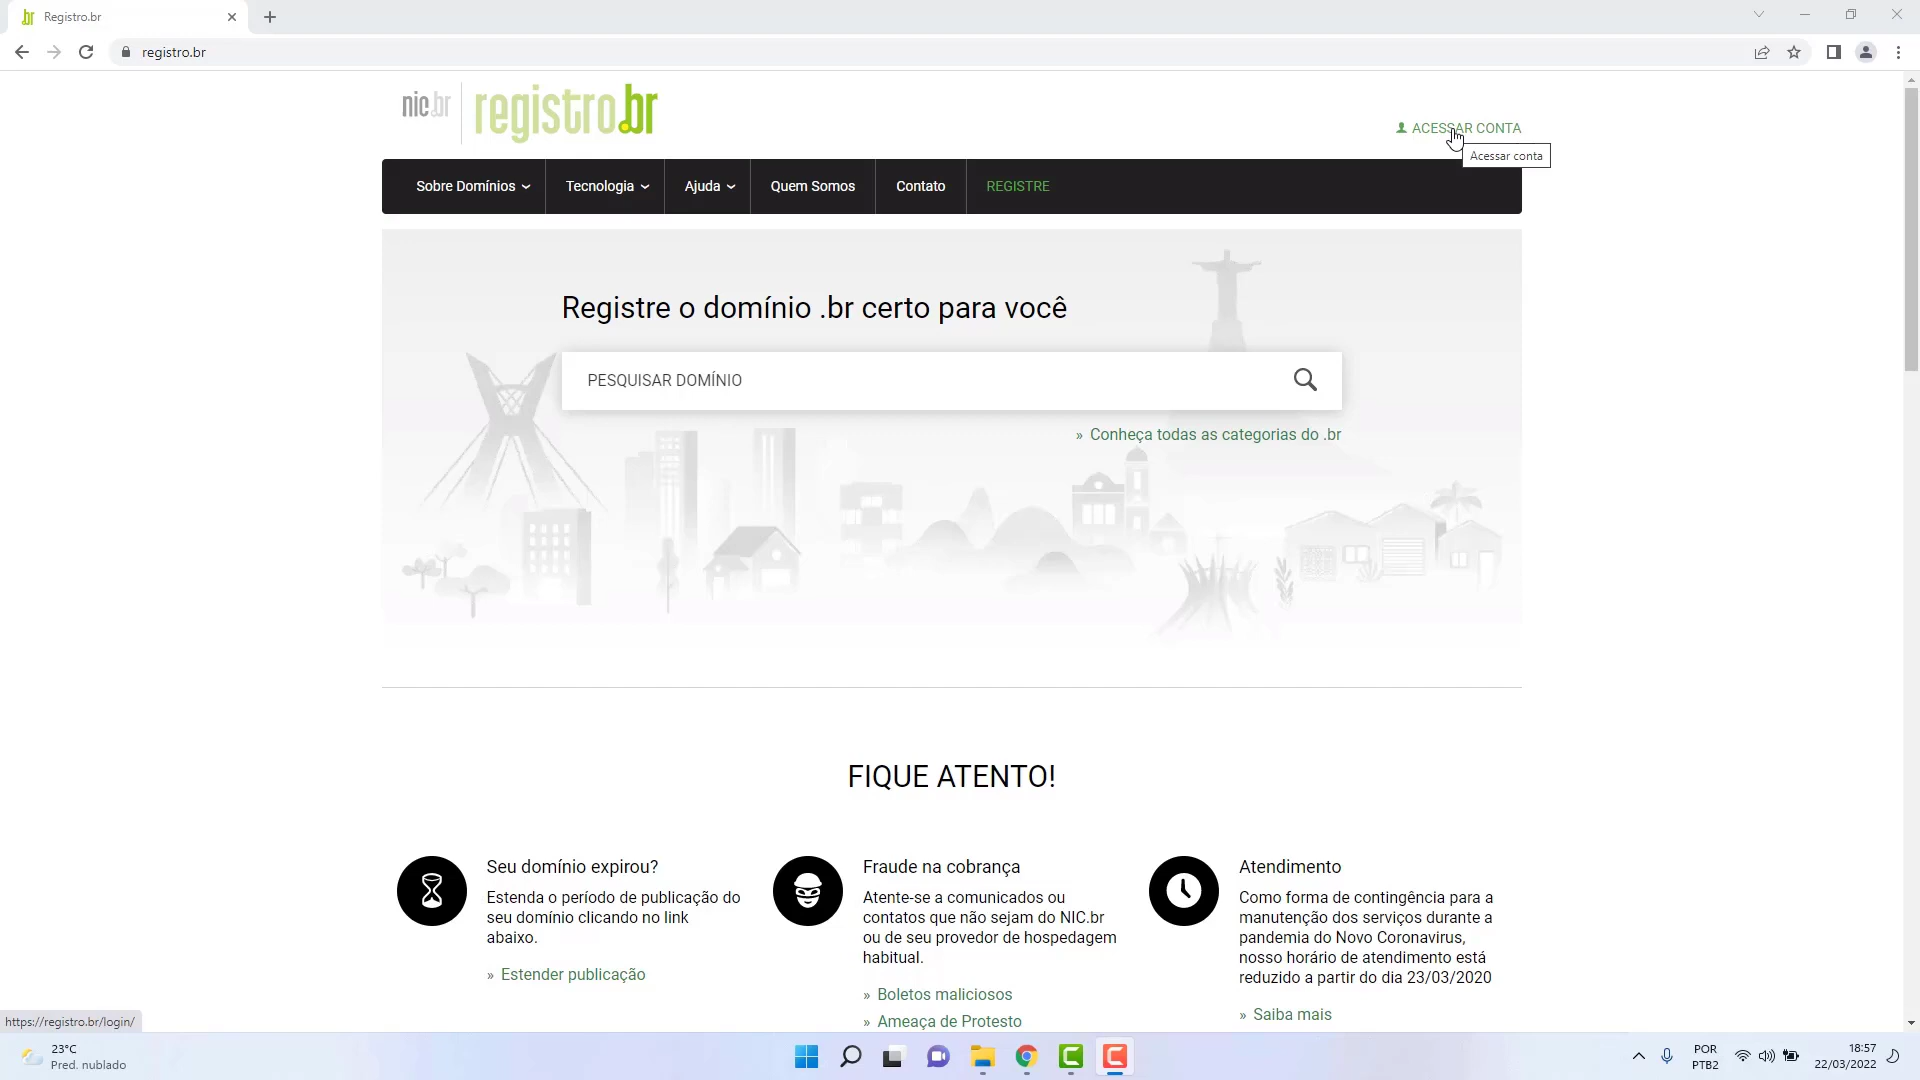 Registro.br
registro.br
nic.br
registro.br
ACESSAR CONTA
Acessar conta
Sobre Domínios
Tecnologia
Ajuda
Quem Somos
Contato
REGISTRE
Registre o domínio .br certo para você
PESQUISAR DOMÍNIO
» Conheça todas as categorias do .br
FIQUE ATENTO!
Seu domínio expirou?
Estenda o período de publicação do
seu domínio clicando no link
abaixo.
» Estender publicação
Fraude na cobrança
Atente-se a comunicados ou
contatos que não sejam do NIC.br
ou de seu provedor de hospedagem
habitual.
» Boletos maliciosos
» Ameaça de Protesto
Atendimento
Como forma de contingência para a
manutenção dos serviços durante a
pandemia do Novo Coronavirus,
nosso horário de atendimento está
reduzido a partir do dia 23/03/2020
» Saiba mais
https://registro.br/login/
23°C
Pred. nublado
POR
PTB2
18:57
22/03/2022